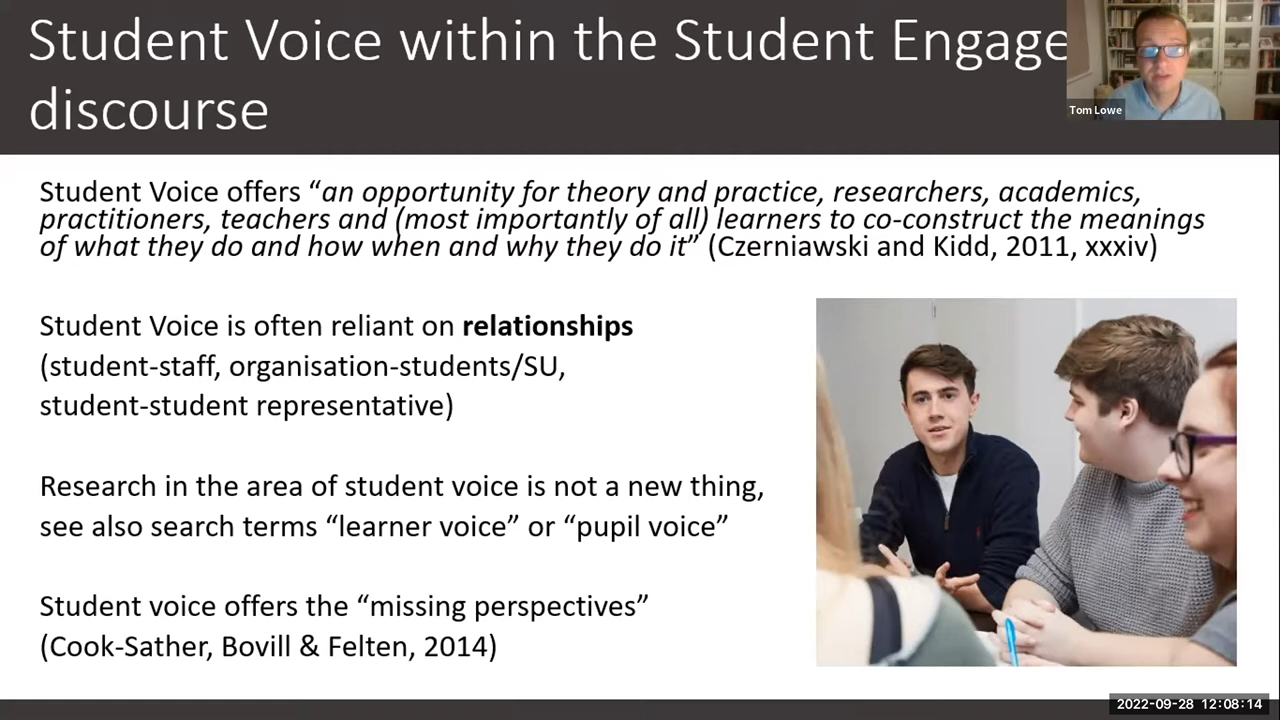 Student Voice within the Student Engage
discourse
Tom Lowe
Student Voice offers “an opportunity for theory and practice, researchers, academics,
practitioners, teachers and (most importantly of all) learners to co-construct the meanings
of what they do and how when and why they do it” (Czerniawski and Kidd, 2011, xxxiv)
Student Voice is often reliant on relationships
(student-staff, organisation-students/SU,
student-student representative)
Research in the area of student voice is not a new thing,
see also search terms “learner voice” or “pupil voice”
Student voice offers the “missing perspectives”
(Cook-Sather, Bovill & Felten, 2014)
2022-09-28 12:08:14